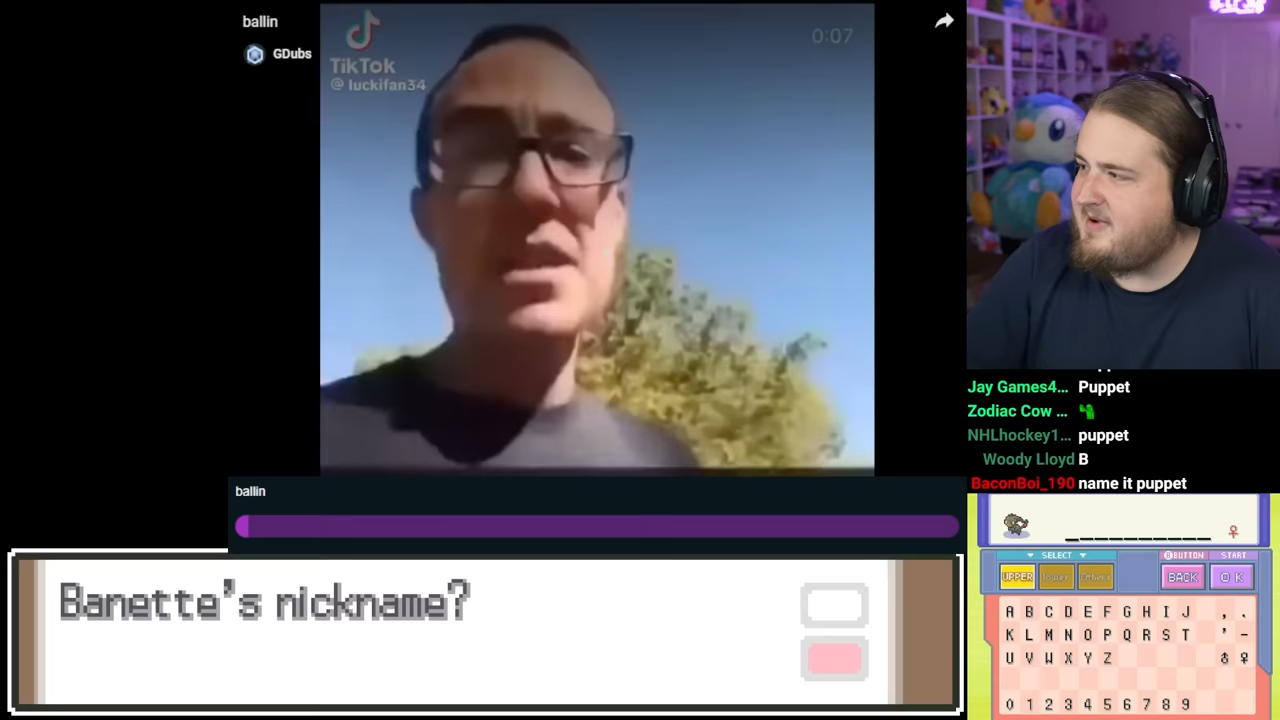 ballin
GDubs
TikTok
@ luckifan34
0:07
Jay Games4... Puppet
Zodiac Cow ...
NHLhockey1... puppet
Woody Lloyd B
BaconBoi_190 name it puppet
ballin
Banette's nickname?
SELECT
BUTTON
START
UPPER
lower
Others
BACK
OK
A B C D E F G H I J , .
K L M N O P Q R S T ' -
U V W X Y Z ♂ ♀
0 1 2 3 4 5 6 7 8 9